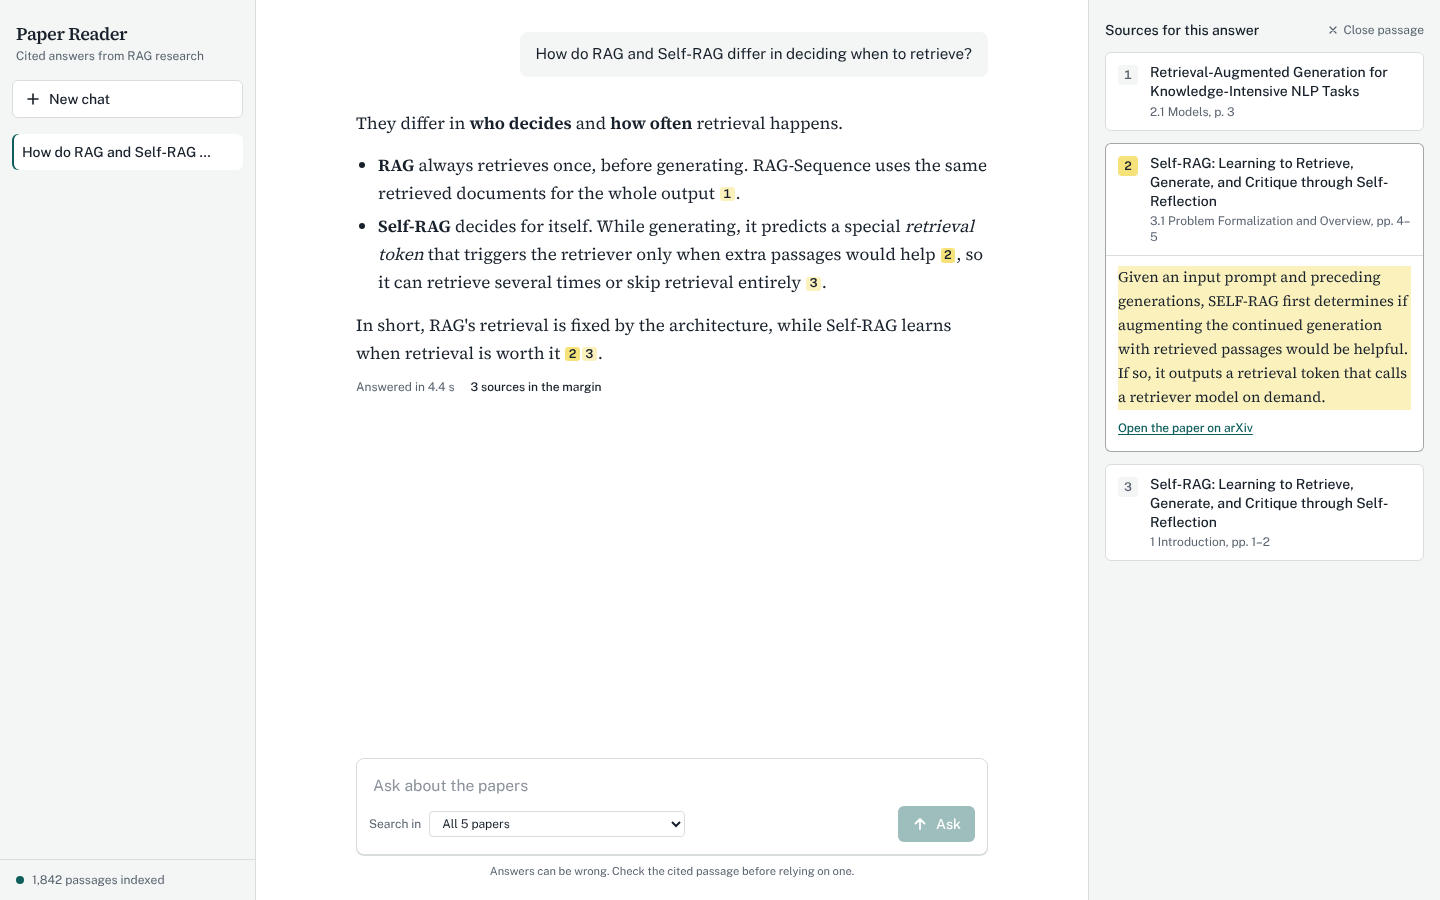 Paper Reader
Cited answers from RAG research
New chat
How do RAG and Self-RAG ...
1,842 passages indexed
How do RAG and Self-RAG differ in deciding when to retrieve?
They differ in who decides and how often retrieval happens.
• RAG always retrieves once, before generating. RAG-Sequence uses the same
retrieved documents for the whole output 1.
• Self-RAG decides for itself. While generating, it predicts a special retrieval
token that triggers the retriever only when extra passages would help 2, so
it can retrieve several times or skip retrieval entirely 3.
In short, RAG's retrieval is fixed by the architecture, while Self-RAG learns
when retrieval is worth it 2 3.
Answered in 4.4 s 3 sources in the margin
Ask about the papers
Search in All 5 papers Ask
Answers can be wrong. Check the cited passage before relying on one.
Sources for this answer Close passage
1 Retrieval-Augmented Generation for
Knowledge-Intensive NLP Tasks
2.1 Models, p. 3
2 Self-RAG: Learning to Retrieve,
Generate, and Critique through Self-
Reflection
3.1 Problem Formalization and Overview, pp. 4–
5
Given an input prompt and preceding
generations, SELF-RAG first determines if
augmenting the continued generation
with retrieved passages would be helpful.
If so, it outputs a retrieval token that calls
a retriever model on demand.
Open the paper on arXiv
3 Self-RAG: Learning to Retrieve,
Generate, and Critique through Self-
Reflection
1 Introduction, pp. 1–2